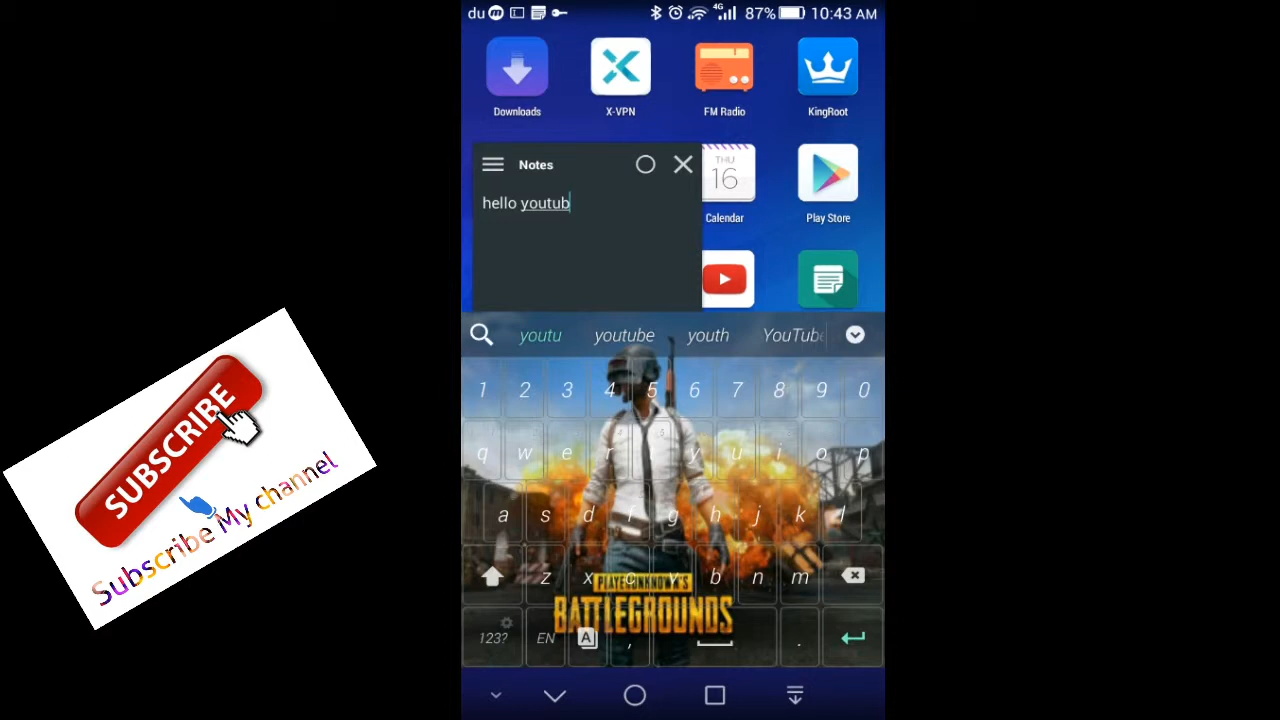 du 4G 87% 10:43 AM
Downloads X-VPN FM Radio KingRoot
Notes
THU
16
hello youtub
Calendar Play Store
youtu youtube youth YouTube
1 2 3 4 5 6 7 8 9 0
q w e r t y u i o p
a s d f g h j k l
z x c v b n m
PLAYERUNKNOWN'S
BATTLEGROUNDS
123? EN A , .
SUBSCRIBE
Subscribe My channel